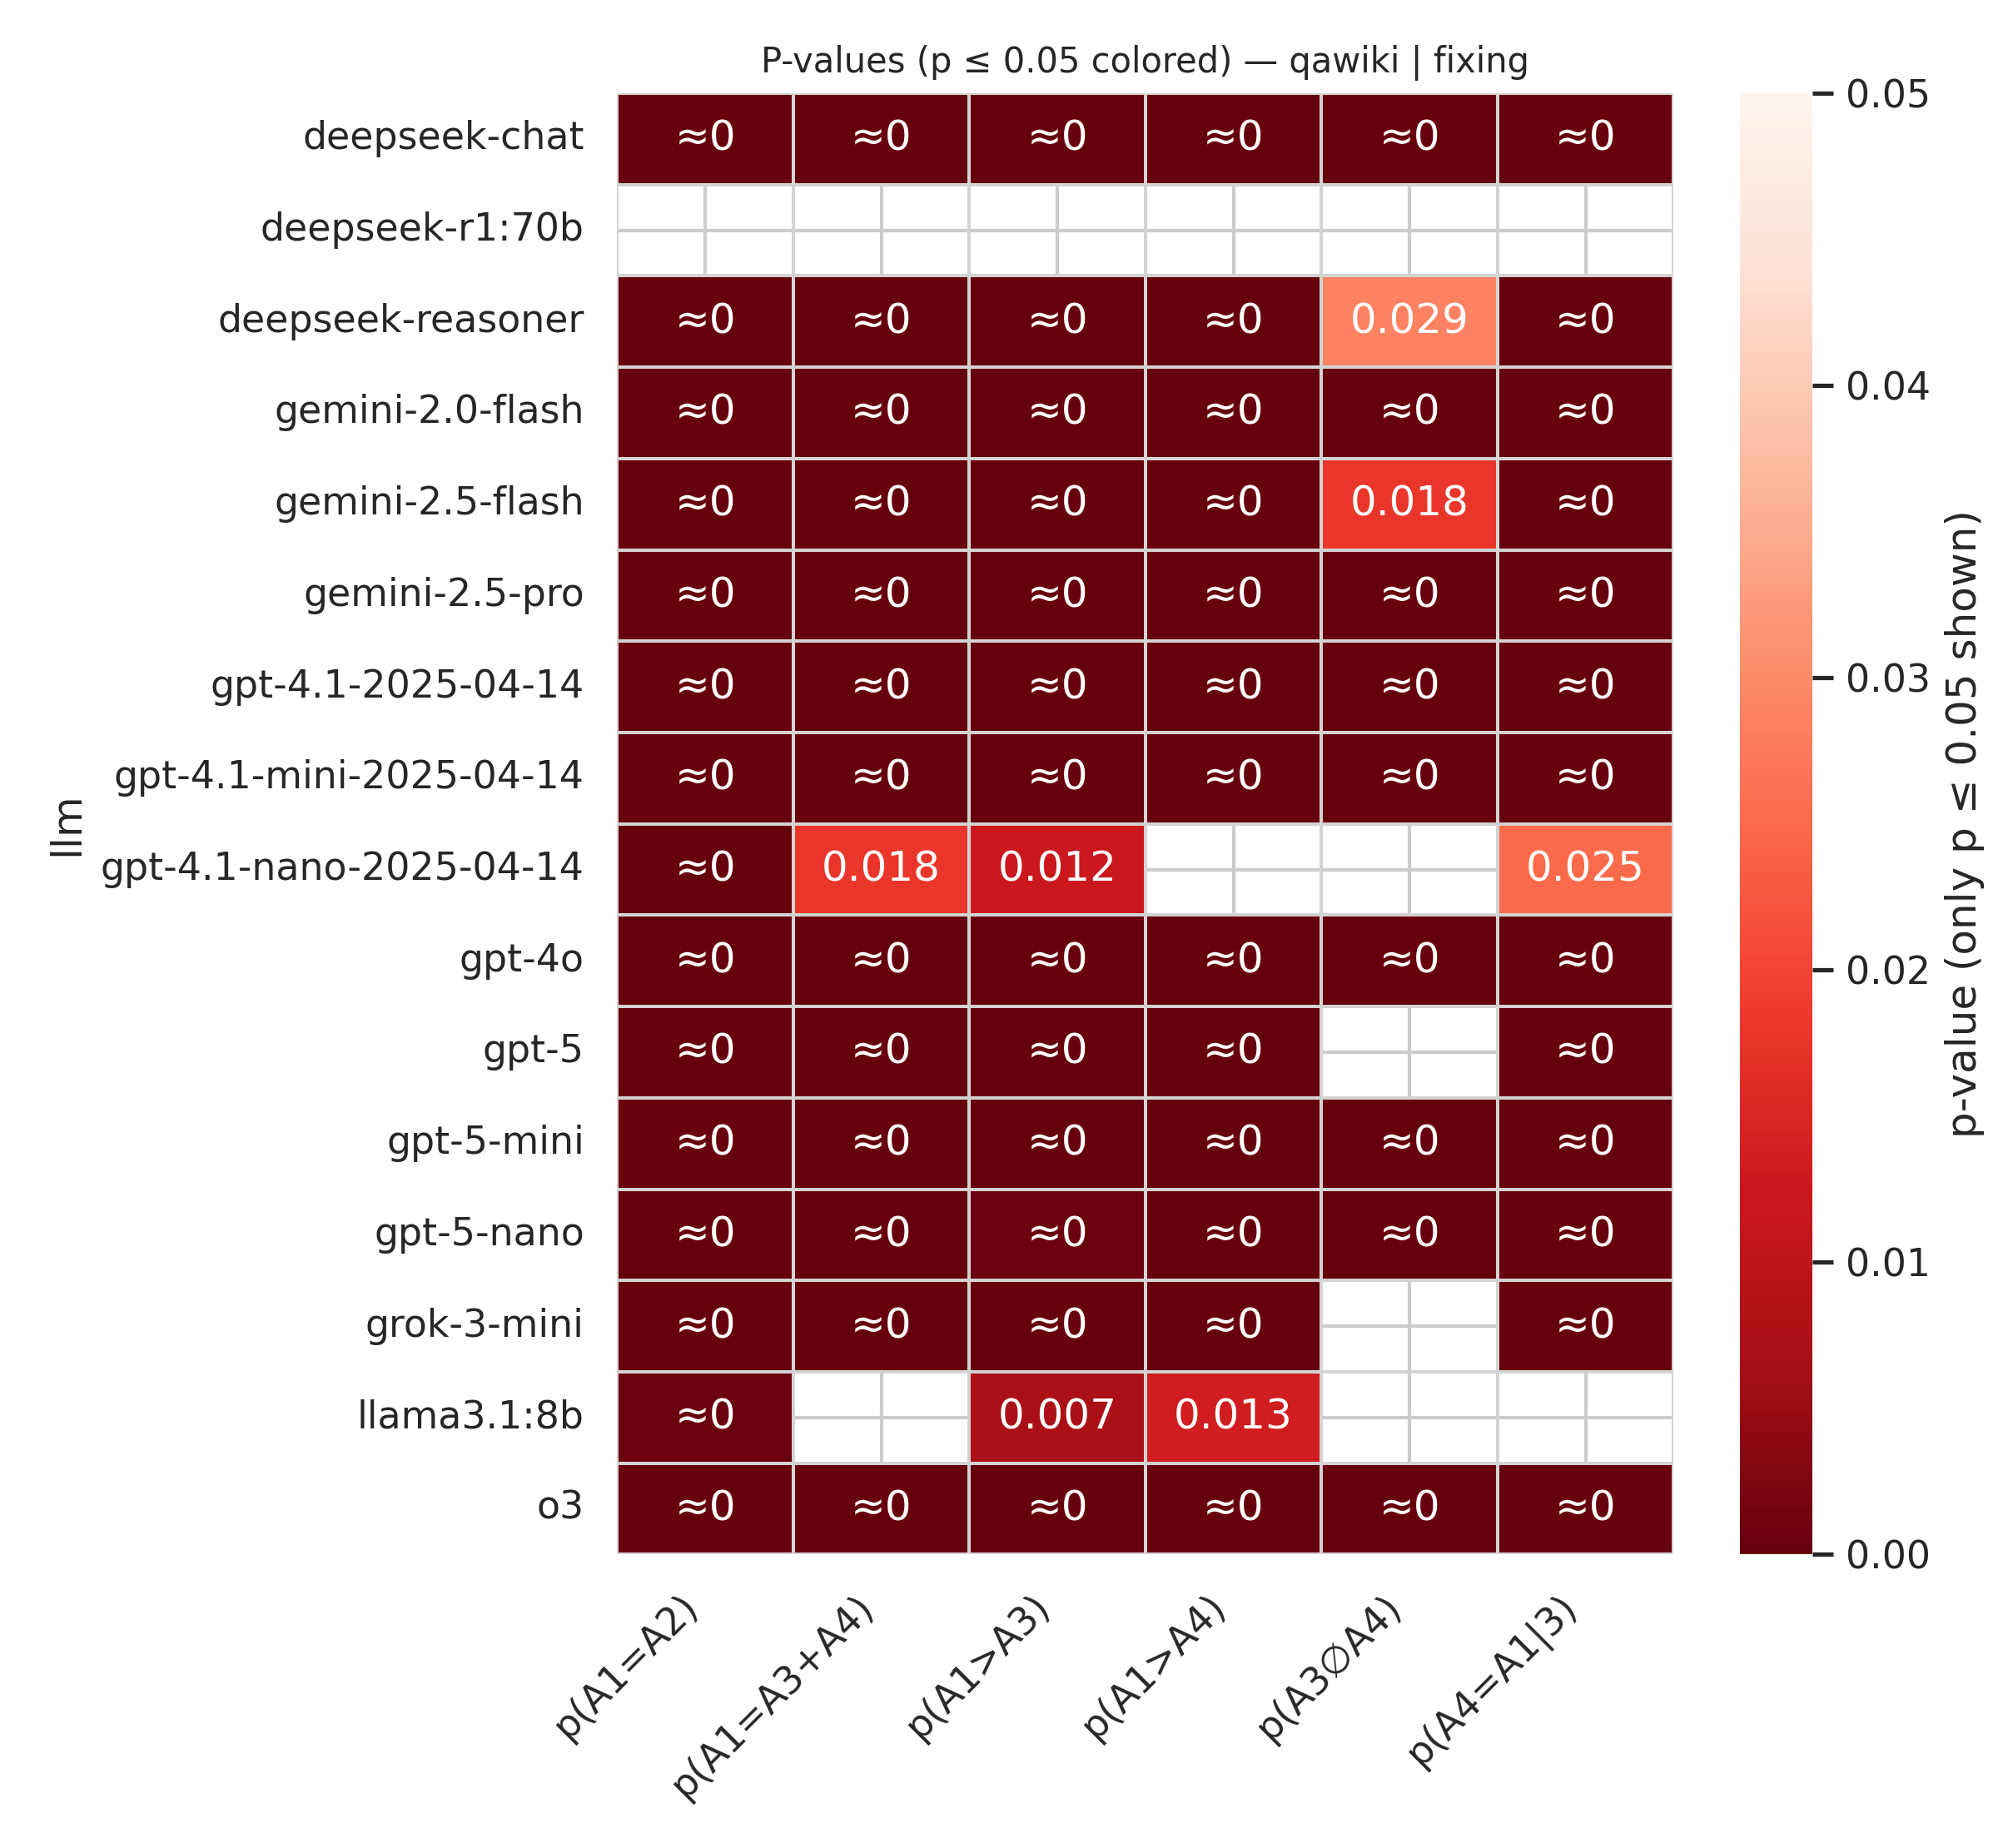 P-values (p ≤ 0.05 colored) — qawiki | fixing
deepseek-chat ≈0 ≈0 ≈0 ≈0 ≈0 ≈0
deepseek-r1:70b
deepseek-reasoner ≈0 ≈0 ≈0 ≈0 0.029 ≈0
gemini-2.0-flash ≈0 ≈0 ≈0 ≈0 ≈0 ≈0
gemini-2.5-flash ≈0 ≈0 ≈0 ≈0 0.018 ≈0
gemini-2.5-pro ≈0 ≈0 ≈0 ≈0 ≈0 ≈0
gpt-4.1-2025-04-14 ≈0 ≈0 ≈0 ≈0 ≈0 ≈0
gpt-4.1-mini-2025-04-14 ≈0 ≈0 ≈0 ≈0 ≈0 ≈0
gpt-4.1-nano-2025-04-14 ≈0 0.018 0.012 0.025
gpt-4o ≈0 ≈0 ≈0 ≈0 ≈0 ≈0
gpt-5 ≈0 ≈0 ≈0 ≈0 ≈0
gpt-5-mini ≈0 ≈0 ≈0 ≈0 ≈0 ≈0
gpt-5-nano ≈0 ≈0 ≈0 ≈0 ≈0 ≈0
grok-3-mini ≈0 ≈0 ≈0 ≈0 ≈0
llama3.1:8b ≈0 0.007 0.013
o3 ≈0 ≈0 ≈0 ≈0 ≈0 ≈0
llm
p(A1=A2)
p(A1=A3+A4)
p(A1>A3)
p(A1>A4)
p(A3∅A4)
p(A4=A1|3)
0.05
0.04
0.03
0.02
0.01
0.00
p-value (only p ≤ 0.05 shown)